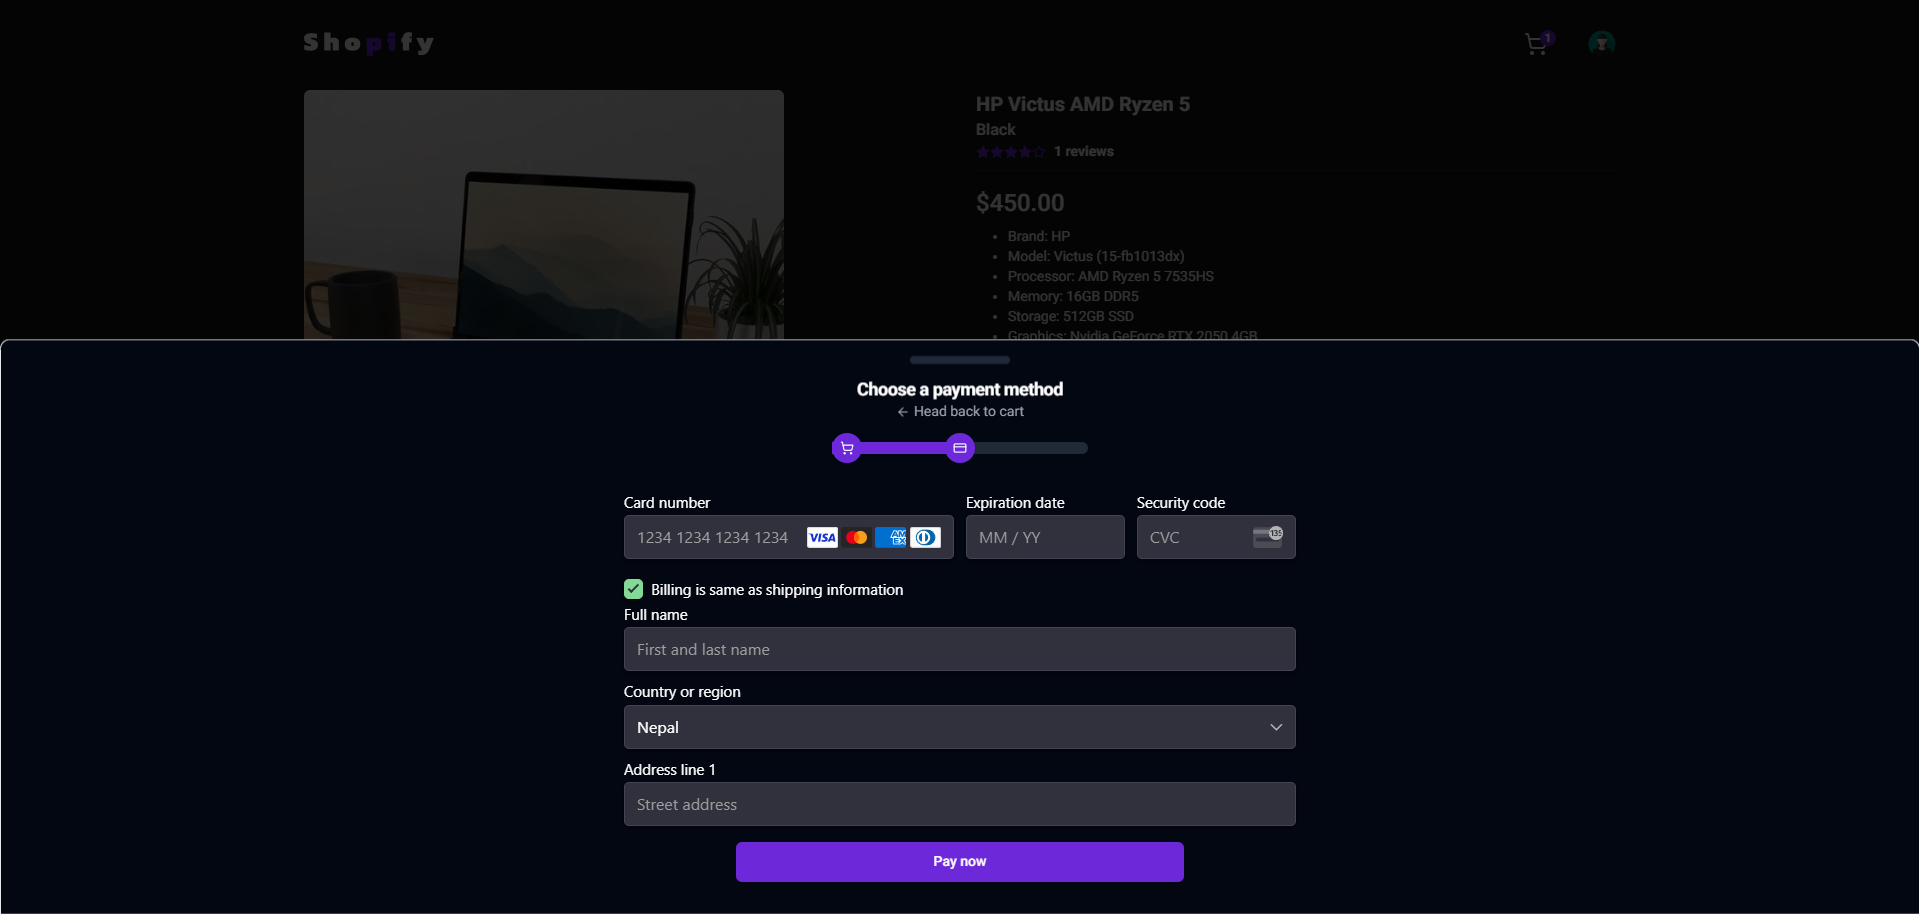 Shopify
1
HP Victus AMD Ryzen 5
Black
1 reviews
$450.00
Brand: HP
Model: Victus (15-fb1013dx)
Processor: AMD Ryzen 5 7535HS
Memory: 16GB DDR5
Storage: 512GB SSD
Graphics: Nvidia GeForce RTX 2050 4GB
Choose a payment method
Head back to cart
Card number
Expiration date
Security code
1234 1234 1234 1234
VISA
AM
EX
MM / YY
CVC
135
Billing is same as shipping information
Full name
First and last name
Country or region
Nepal
Address line 1
Street address
Pay now